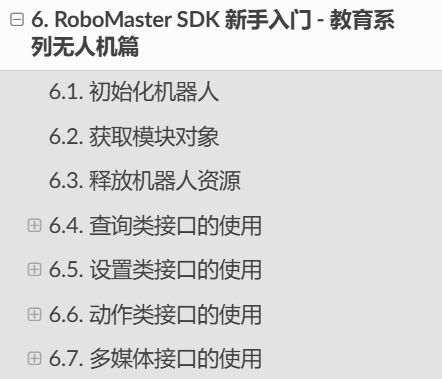 6. RoboMaster SDK 新手入门 - 教育系
列无人机篇
6.1. 初始化机器人
6.2. 获取模块对象
6.3. 释放机器人资源
6.4. 查询类接口的使用
6.5. 设置类接口的使用
6.6. 动作类接口的使用
6.7. 多媒体接口的使用